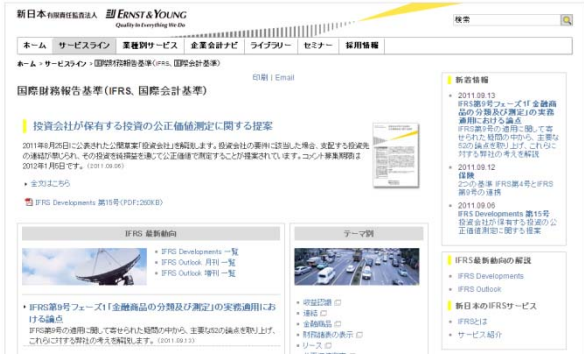 新日本有限責任監査法人 ERNST & YOUNG
Quality In Everything We Do
検索
ホーム サービスライン 業種別サービス 企業会計ナビ ライブラリー セミナー 採用情報
ホーム > サービスライン > 国際財務報告基準(IFRS、国際会計基準)
印刷 | Email
国際財務報告基準(IFRS、国際会計基準)
投資会社が保有する投資の公正価値測定に関する提案
2011年8月25日に公表された公開草案「投資会社」を解説します。投資会社の要件に該当した場合、支配する投資先
の連結が禁じられ、その投資を純損益を通じて公正価値で測定することが提案されています。コメント募集期限は
2012年1月5日です。(2011.09.06)
全文はこちら
IFRS Developments 第15号(PDF:260KB)
IFRS 最新動向
IFRS Developments 一覧
IFRS Outlook 月刊 一覧
IFRS Outlook 増刊 一覧
IFRS第9号フェーズ1「金融商品の分類及び測定」の実務適用にお
ける論点
IFRS第9号の適用に関して寄せられた疑問の中から、主要な52の論点を取り上げ、
これらに対する弊社の考えを解説します。(2011.09.13)
テーマ別
収益認識
連結
金融商品
財務諸表の表示
リース
新着情報
2011.09.13
IFRS第9号フェーズ1「金融商
品の分類及び測定」の実務
適用における論点
IFRS第9号の適用に関して寄
せられた疑問の中から、主要な
52の論点を取り上げ、これらに
対する弊社の考えを解説
2011.09.12
保険
2つの基準 IFRS第4号とIFRS
第9号の連携
2011.09.06
IFRS Developments 第15号
投資会社が保有する投資の公
正価値測定に関する提案
IFRS最新動向の解説
IFRS Developments
IFRS Outlook
新日本のIFRSサービス
IFRSとは
サービス紹介